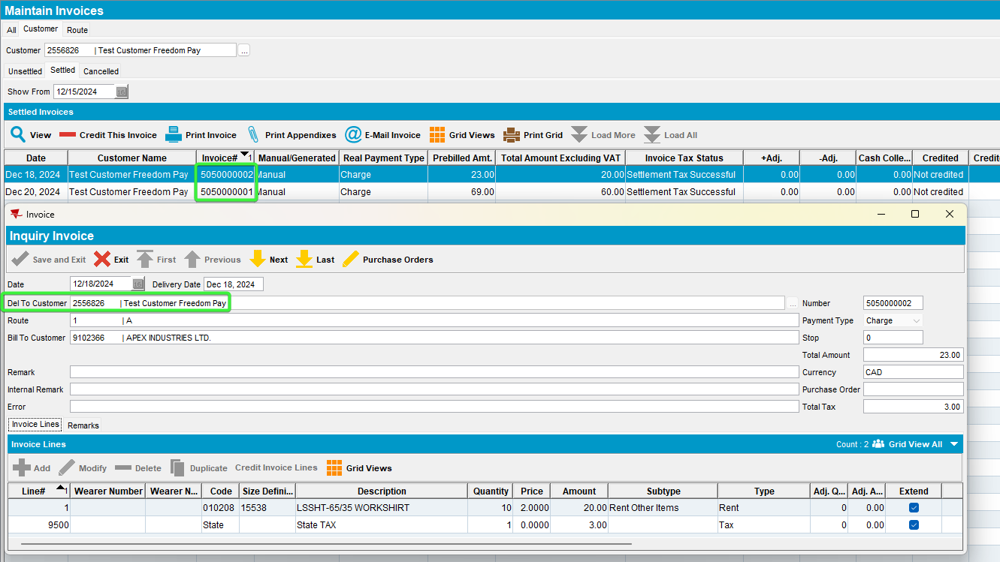 Maintain Invoices
All Customer Route
Customer 2556826 | Test Customer Freedom Pay ...
Unsettled Settled Cancelled
Show From 12/15/2024 16
Settled Invoices
View Credit This Invoice Print Invoice Print Appendixes @ E-Mail Invoice Grid Views Print Grid Load More Load All
Date Customer Name Invoice# 1 Manual/Generated Real Payment Type Prebilled Amt. Total Amount Excluding VAT Invoice Tax Status +Adj. -Adj. Cash Colle... Credited Credite
Dec 18, 2024 Test Customer Freedom Pay 5050000002 Manual Charge 23.00 20.00 Settlement Tax Successful 0.00 0.00 0.00 Not credited
Dec 20, 2024 Test Customer Freedom Pay 5050000001 Manual Charge 69.00 60.00 Settlement Tax Successful 0.00 0.00 0.00 Not credited
Invoice
Inquiry Invoice
Save and Exit Exit First Previous Next Last Purchase Orders
Date 12/18/2024 16 Delivery Date Dec 18, 2024
Del To Customer 2556826 | Test Customer Freedom Pay ... Number 5050000002
Route 1 | A Payment Type Charge
Bill To Customer 9102366 | APEX INDUSTRIES LTD. Stop 0
Total Amount 23.00
Remark Currency CAD
Internal Remark Purchase Order
Error Total Tax 3.00
Invoice Lines Remarks
Invoice Lines Count : 2 Grid View All
Add Modify Delete Duplicate Credit Invoice Lines Grid Views
Line# 1 Wearer Number Wearer N... Code Size Defini... Description Quantity Price Amount Subtype Type Adj. Q... Adj. A... Extend
1 010208 15538 LSSHT-65/35 WORKSHIRT 10 2.0000 20.00 Rent Other Items Rent 0 0.00
9500 State State TAX 1 0.0000 3.00 Tax 0 0.00